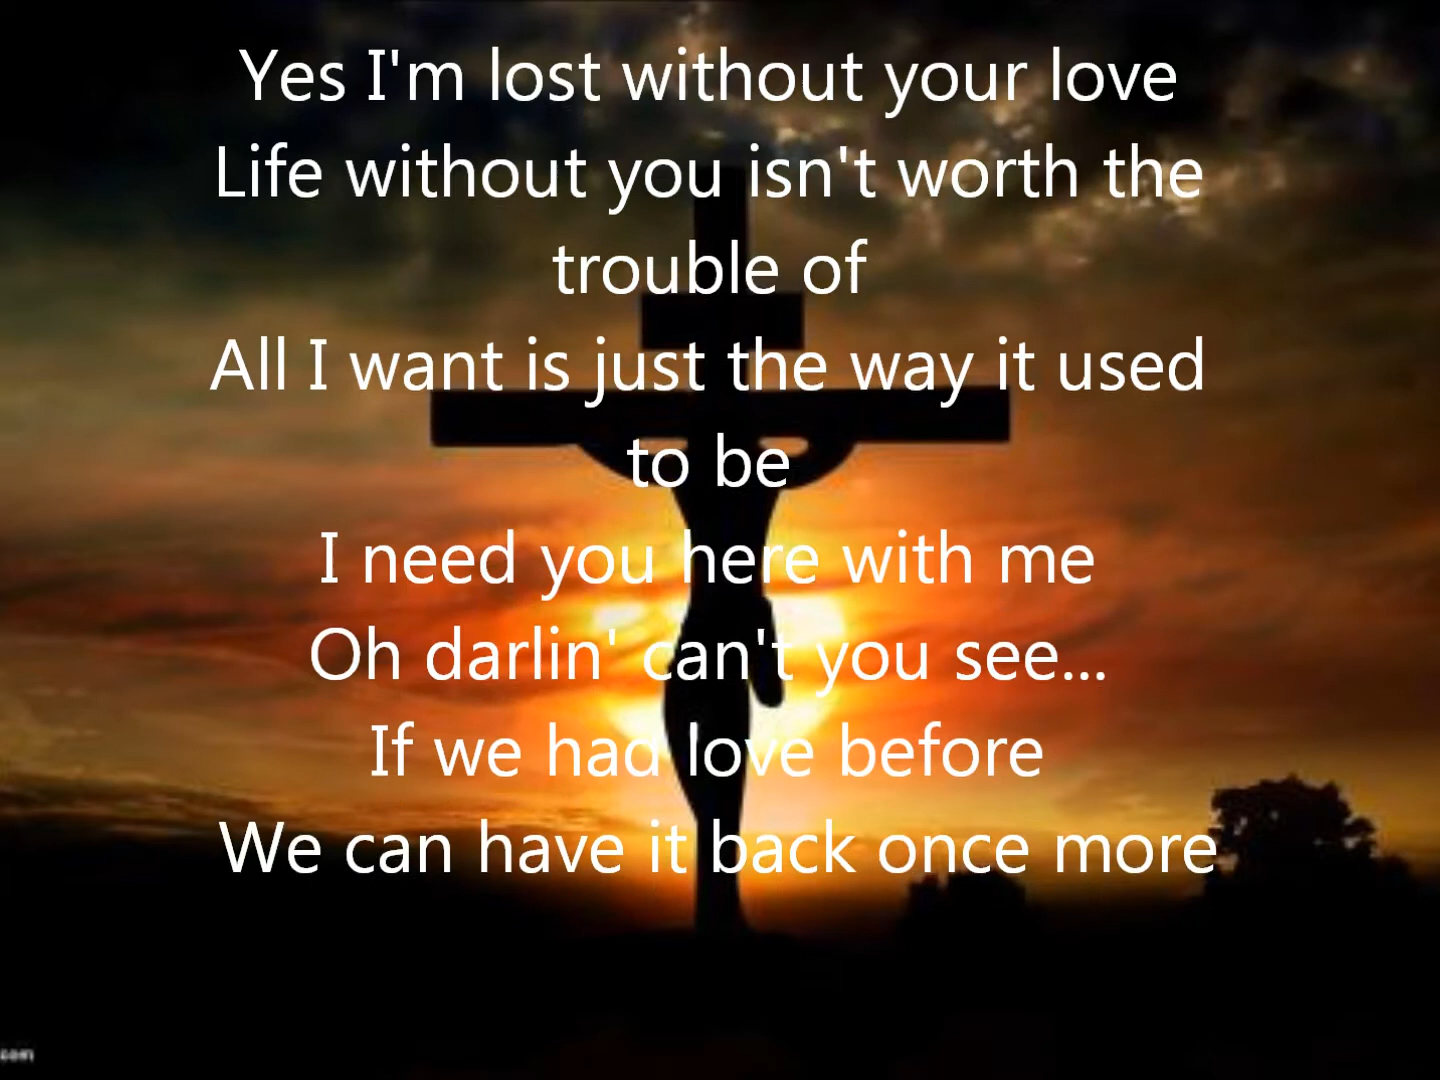 Yes I'm lost without your love
Life without you isn't worth the
trouble of
All I want is just the way it used
to be
I need you here with me
Oh darlin' can't you see...
If we had love before
We can have it back once more
com